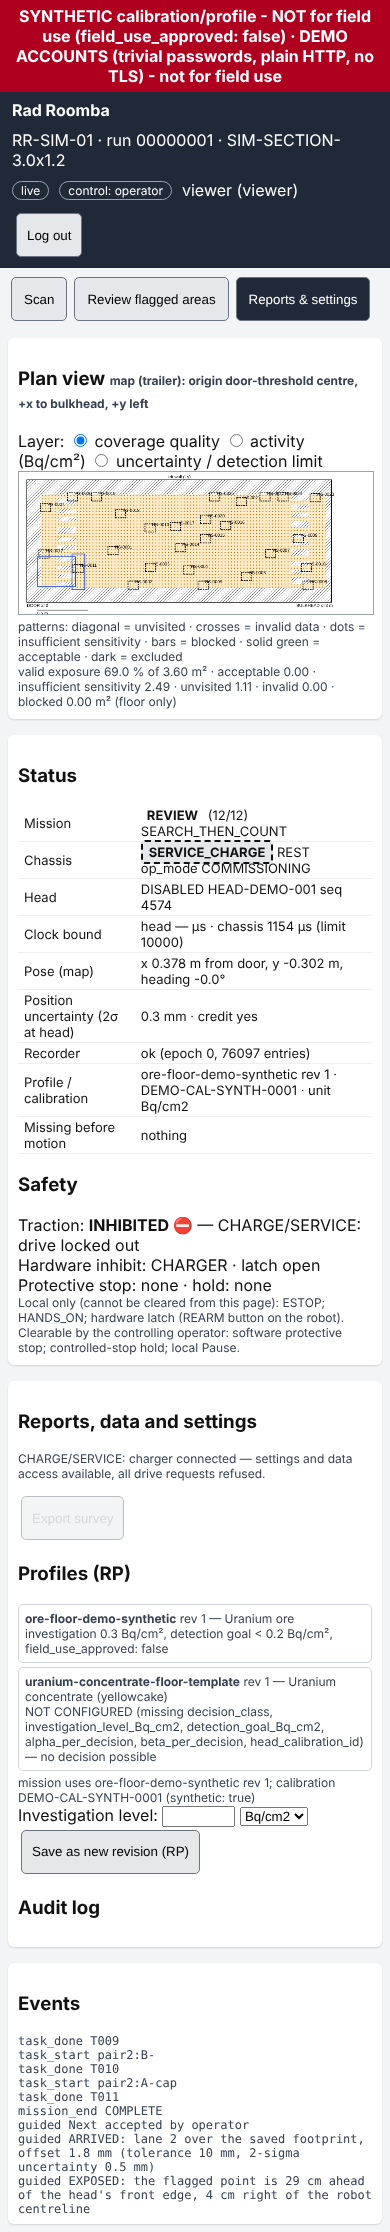 SYNTHETIC calibration/profile - NOT for field
use (field_use_approved: false) · DEMO
ACCOUNTS (trivial passwords, plain HTTP, no
TLS) - not for field use
Rad Roomba
RR-SIM-01 · run 00000001 · SIM-SECTION-
3.0x1.2
live control: operator viewer (viewer)
Log out
Scan Review flagged areas Reports & settings
Plan view map (trailer): origin door-threshold centre,
+x to bulkhead, +y left
Layer: coverage quality activity
(Bq/cm²) uncertainty / detection limit
patterns: diagonal = unvisited · crosses = invalid data · dots =
insufficient sensitivity · bars = blocked · solid green =
acceptable · dark = excluded
valid exposure 69.0 % of 3.60 m² · acceptable 0.00 ·
insufficient sensitivity 2.49 · unvisited 1.11 · invalid 0.00 ·
blocked 0.00 m² (floor only)
Status
Mission REVIEW (12/12)
SEARCH_THEN_COUNT
Chassis SERVICE_CHARGE REST
op_mode COMMISSIONING
Head DISABLED HEAD-DEMO-001 seq
4574
Clock bound head — µs · chassis 1154 µs (limit
10000)
Pose (map) x 0.378 m from door, y -0.302 m,
heading -0.0°
Position
uncertainty (2σ
at head) 0.3 mm · credit yes
Recorder ok (epoch 0, 76097 entries)
Profile /
calibration ore-floor-demo-synthetic rev 1 ·
DEMO-CAL-SYNTH-0001 · unit
Bq/cm2
Missing before
motion nothing
Safety
Traction: INHIBITED ⛔ — CHARGE/SERVICE:
drive locked out
Hardware inhibit: CHARGER · latch open
Protective stop: none · hold: none
Local only (cannot be cleared from this page): ESTOP;
HANDS_ON; hardware latch (REARM button on the robot).
Clearable by the controlling operator: software protective
stop; controlled-stop hold; local Pause.
Reports, data and settings
CHARGE/SERVICE: charger connected — settings and data
access available, all drive requests refused.
Export survey
Profiles (RP)
ore-floor-demo-synthetic rev 1 — Uranium ore
investigation 0.3 Bq/cm², detection goal < 0.2 Bq/cm²,
field_use_approved: false
uranium-concentrate-floor-template rev 1 — Uranium
concentrate (yellowcake)
NOT CONFIGURED (missing decision_class,
investigation_level_Bq_cm2, detection_goal_Bq_cm2,
alpha_per_decision, beta_per_decision, head_calibration_id)
— no decision possible
mission uses ore-floor-demo-synthetic rev 1; calibration
DEMO-CAL-SYNTH-0001 (synthetic: true)
Investigation level: Bq/cm2
Save as new revision (RP)
Audit log
Events
task_done T009
task_start pair2:B-
task_done T010
task_start pair2:A-cap
task_done T011
mission_end COMPLETE
guided Next accepted by operator
guided ARRIVED: lane 2 over the saved footprint,
offset 1.8 mm (tolerance 10 mm, 2-sigma
uncertainty 0.5 mm)
guided EXPOSED: the flagged point is 29 cm ahead
of the head's front edge, 4 cm right of the robot
centreline